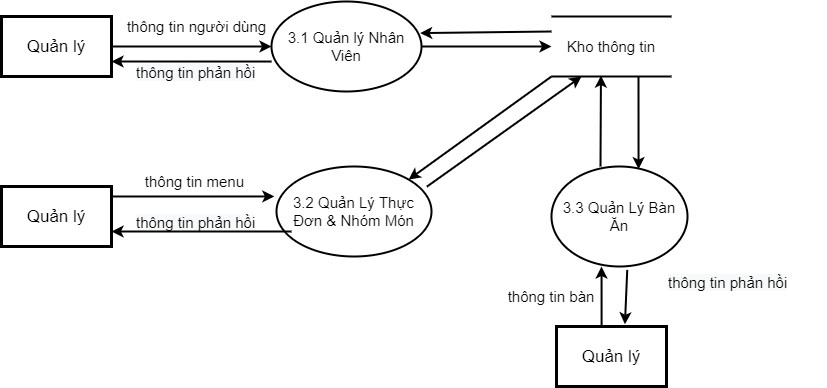 thông tin người dùng
Quản lý
3.1 Quản lý Nhân
Viên
Kho thông tin
thông tin phản hồi
thông tin menu
Quản lý
3.2 Quản Lý Thực
Đơn & Nhóm Món
thông tin phản hồi
3.3 Quản Lý Bàn
Ăn
thông tin bàn
thông tin phản hồi
Quản lý